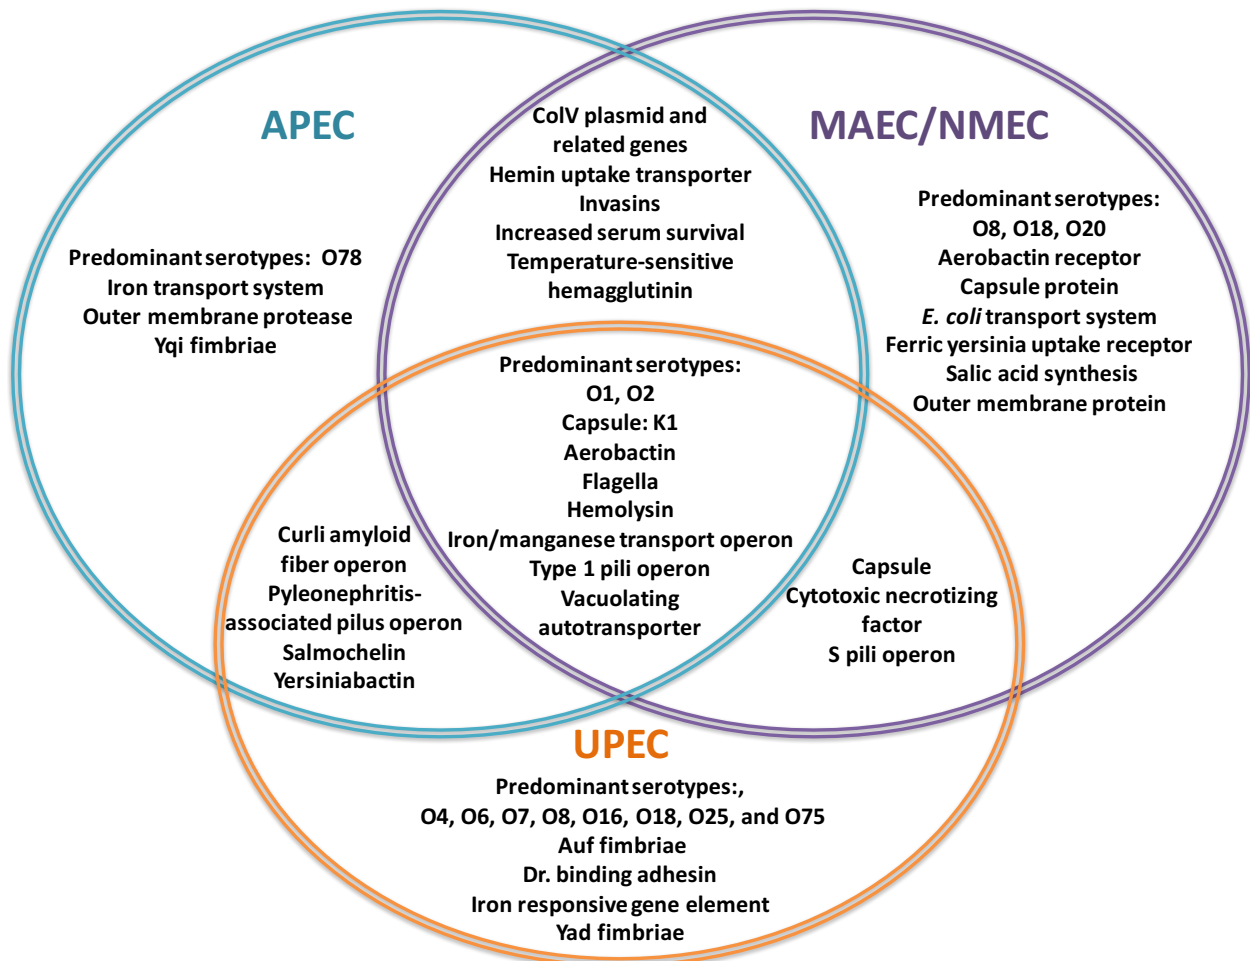 APEC
Predominant serotypes: O78
Iron transport system
Outer membrane protease
Yqi fimbriae
ColV plasmid and
related genes
Hemin uptake transporter
Invasins
Increased serum survival
Temperature-sensitive
hemagglutinin
MAEC/NMEC
Predominant serotypes:
O8, O18, O20
Aerobactin receptor
Capsule protein
E. coli transport system
Ferric yersinia uptake receptor
Salic acid synthesis
Outer membrane protein
Predominant serotypes:
O1, O2
Capsule: K1
Aerobactin
Flagella
Hemolysin
Iron/manganese transport operon
Type 1 pili operon
Vacuolating
autotransporter
Curli amyloid
fiber operon
Pyleonephritis-
associated pilus operon
Salmochelin
Yersiniabactin
Capsule
Cytotoxic necrotizing
factor
S pili operon
UPEC
Predominant serotypes:,
O4, O6, O7, O8, O16, O18, O25, and O75
Auf fimbriae
Dr. binding adhesin
Iron responsive gene element
Yad fimbriae